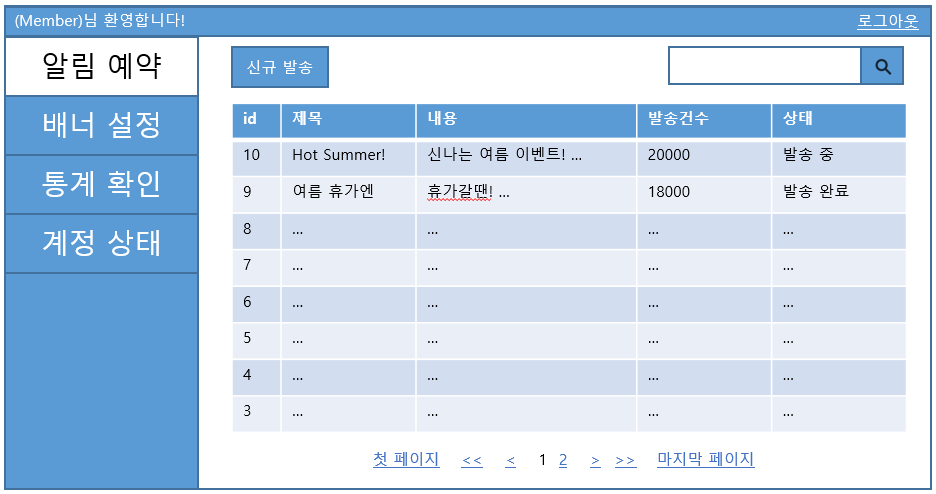 (Member)님 환영합니다! 로그아웃
알림 예약
배너 설정
통계 확인
계정 상태
신규 발송
id 제목 내용 발송건수 상태
10 Hot Summer! 신나는 여름 이벤트! ... 20000 발송 중
9 여름 휴가엔 휴가갈땐! ... 18000 발송 완료
8 ... ... ... ...
7 ... ... ... ...
6 ... ... ... ...
5 ... ... ... ...
4 ... ... ... ...
3 ... ... ... ...
첫 페이지 << < 1 2 > >> 마지막 페이지